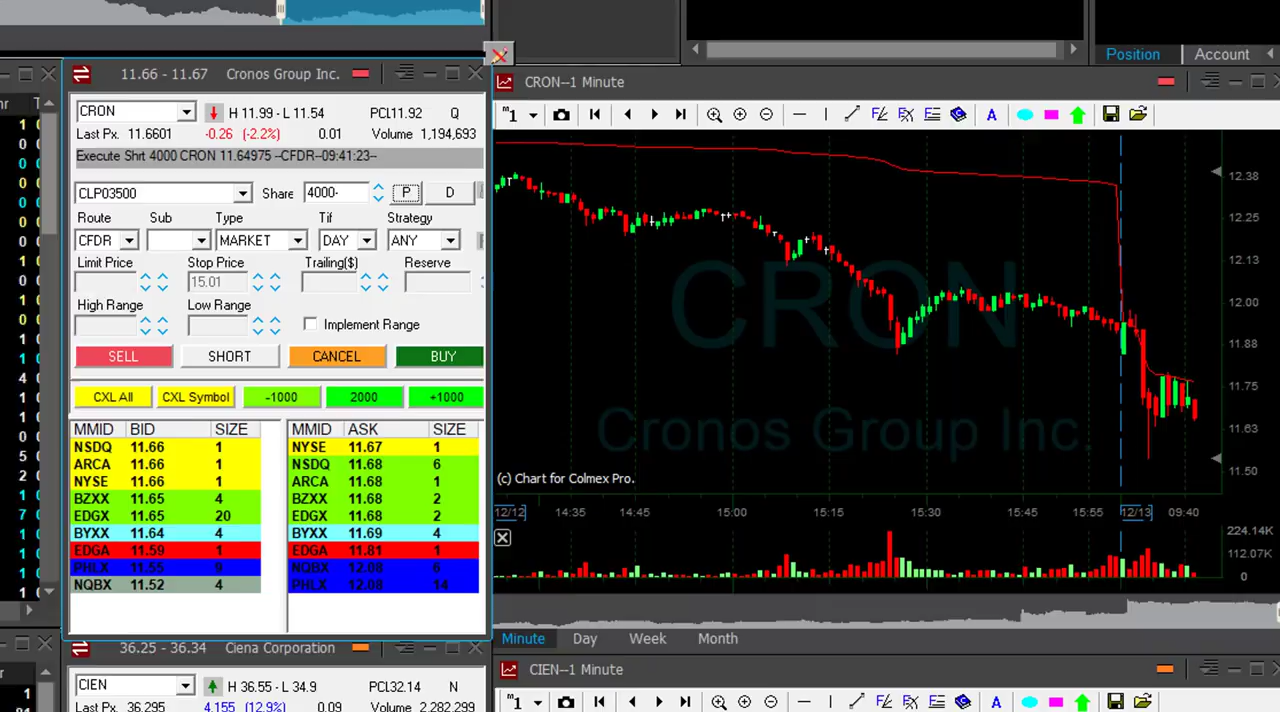 Position
Account
11.66 - 11.67 Cronos Group Inc.
CRON H 11.99 - L 11.54 PCl11.92 Q
Last Px. 11.6601 -0.26 (-2.2%) 0.01 Volume 1,194,693
Execute Shrt 4000 CRON 11.64975 --CFDR--09:41:23--
CLP03500 Share 4000- P D
Route Sub Type Tif Strategy
CFDR MARKET DAY ANY
Limit Price Stop Price Trailing($) Reserve
15.01
High Range Low Range
Implement Range
SELL SHORT CANCEL BUY
CXL All CXL Symbol -1000 2000 +1000
MMID BID SIZE MMID ASK SIZE
NSDQ 11.66 1 NYSE 11.67 1
ARCA 11.66 1 NSDQ 11.68 6
NYSE 11.66 1 ARCA 11.68 1
BZXX 11.65 4 BZXX 11.68 2
EDGX 11.65 20 EDGX 11.68 2
BYXX 11.64 4 BYXX 11.69 4
EDGA 11.59 1 EDGA 11.81 1
PHLX 11.55 9 NQBX 12.08 6
NQBX 11.52 4 PHLX 12.08 14
CRON--1 Minute
1 A
CRON
Cronos Group Inc.
12.38
12.25
12.13
12.00
11.88
11.75
11.63
11.50
(c) Chart for Colmex Pro.
12/12 14:35 14:45 15:00 15:15 15:30 15:45 15:55 12/13 09:40
224.14K
112.07K
0
Minute Day Week Month
36.25 - 36.34 Ciena Corporation
CIEN H 36.55 - L 34.9 PCl32.14 N
Last Px. 36.295 4.155 (12.9%) 0.09 Volume 2,282,299
CIEN--1 Minute
1 A